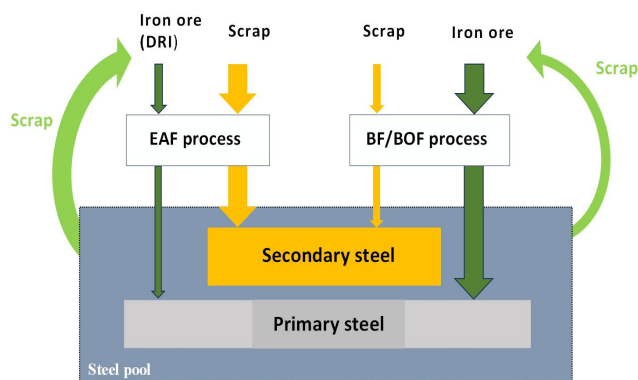 Iron ore
(DRI)
Scrap
Scrap
Iron ore
Scrap
Scrap
EAF process
BF/BOF process
Secondary steel
Primary steel
Steel pool